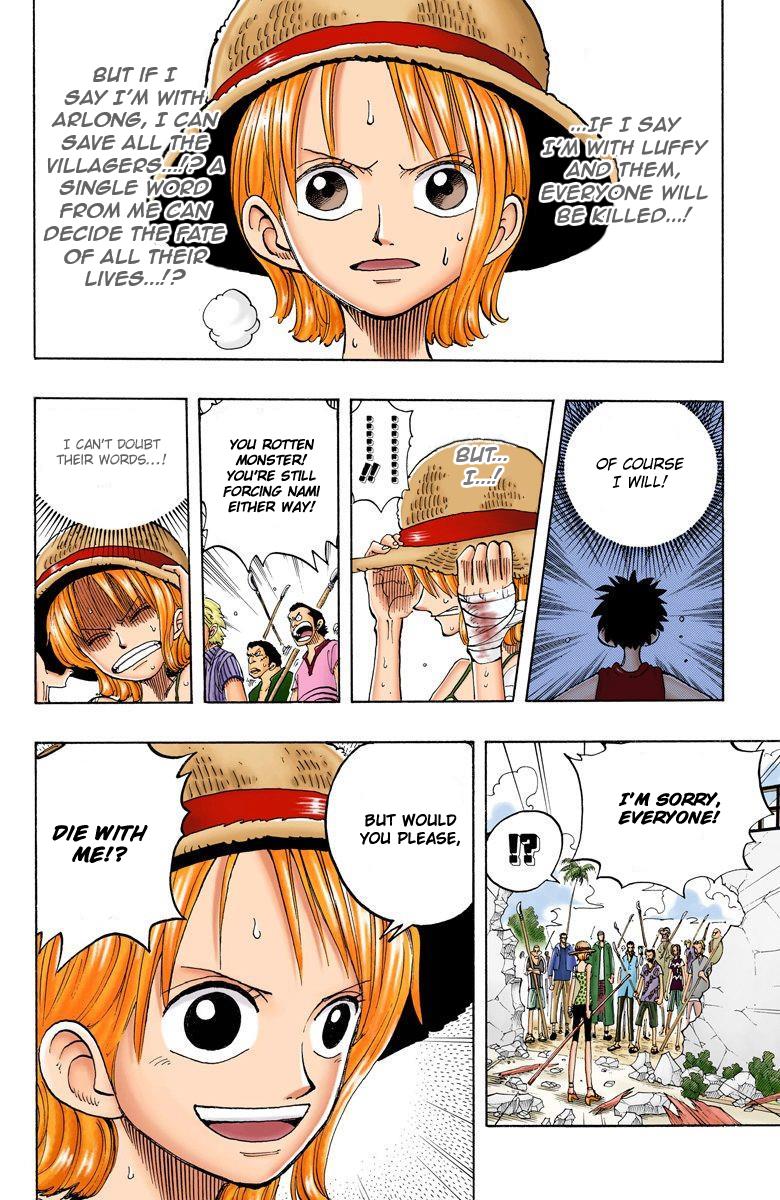 ...IF I SAY
I'M WITH LUFFY
AND THEM,
EVERYONE WILL
BE KILLED...!
BUT IF I
SAY I'M WITH
ARLONG, I CAN
SAVE ALL THE
VILLAGERS...!? A
SINGLE WORD
FROM ME CAN
DECIDE THE FATE
OF ALL THEIR
LIVES...!?
OF COURSE
I WILL!
BUT...
I...!
!!
YOU ROTTEN
MONSTER!
YOU'RE STILL
FORCING NAMI
EITHER WAY!
I CAN'T DOUBT
THEIR WORDS...!
I'M SORRY,
EVERYONE!
!?
BUT WOULD
YOU PLEASE,
DIE WITH
ME!?